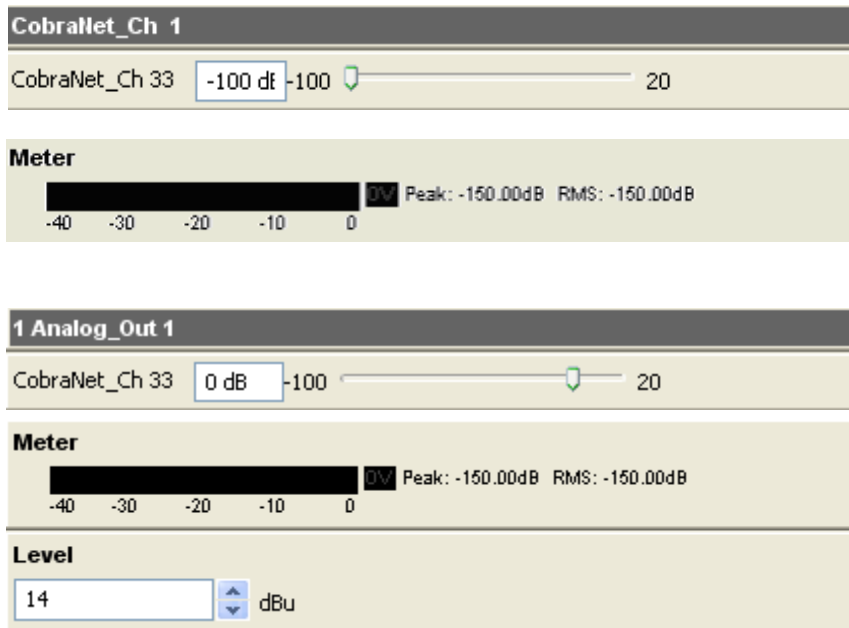 CobraNet_Ch 1
CobraNet_Ch 33 -100 dE -100 20
Meter
0V Peak: -150.00dB RMS: -150.00dB
-40 -30 -20 -10 0
1 Analog_Out 1
CobraNet_Ch 33 0 dB -100 20
Meter
0V Peak: -150.00dB RMS: -150.00dB
-40 -30 -20 -10 0
Level
14 dBu